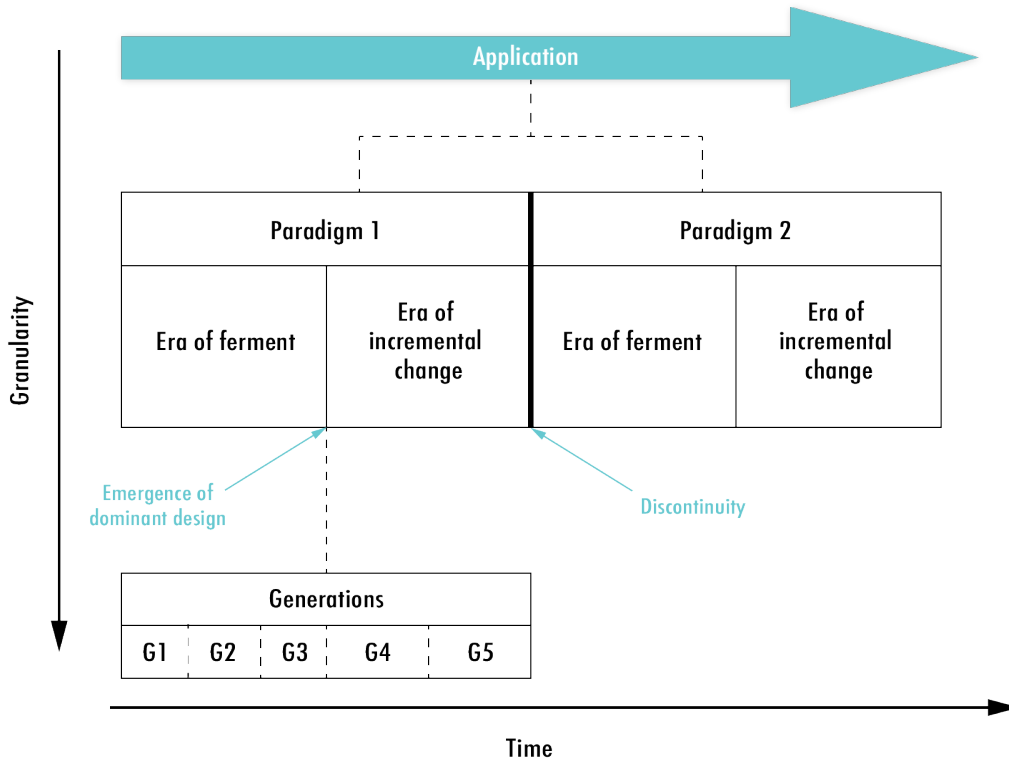 Application
Paradigm 1
Paradigm 2
Era of ferment
Era of
incremental
change
Era of ferment
Era of
incremental
change
Granularity
Emergence of
dominant design
Discontinuity
Generations
G1
G2
G3
G4
G5
Time